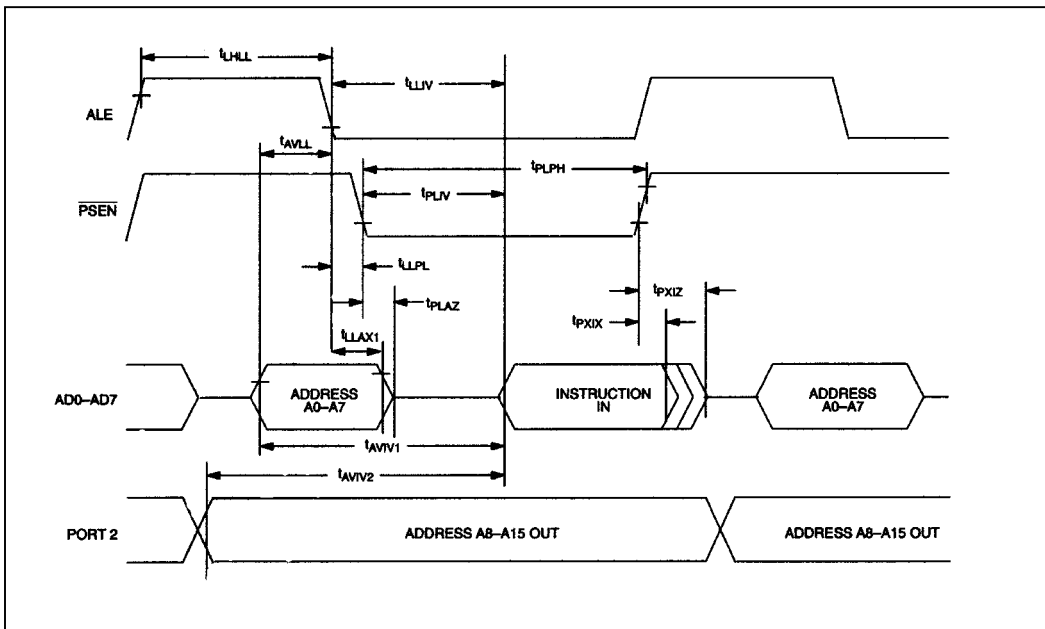 tLHLL
tLLIV
ALE
tAVLL
tPLPH
PSEN
tPLIV
tLLPL
tPXIZ
tPLAZ
tPXIX
tLLAX1
AD0–AD7
ADDRESS
A0–A7
INSTRUCTION
IN
ADDRESS
A0–A7
tAVIV1
tAVIV2
PORT 2
ADDRESS A8–A15 OUT
ADDRESS A8–A15 OUT